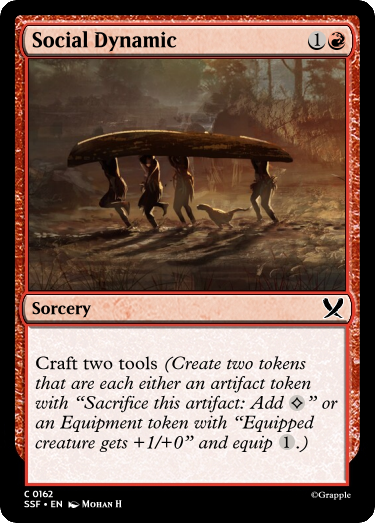 Social Dynamic 1
Sorcery
Craft two tools (Create two tokens
that are each either an artifact token
with “Sacrifice this artifact: Add ” or
an Equipment token with “Equipped
creature gets +1/+0” and equip 1.)
C 0162
SSF • EN Mohan H
©Grapple